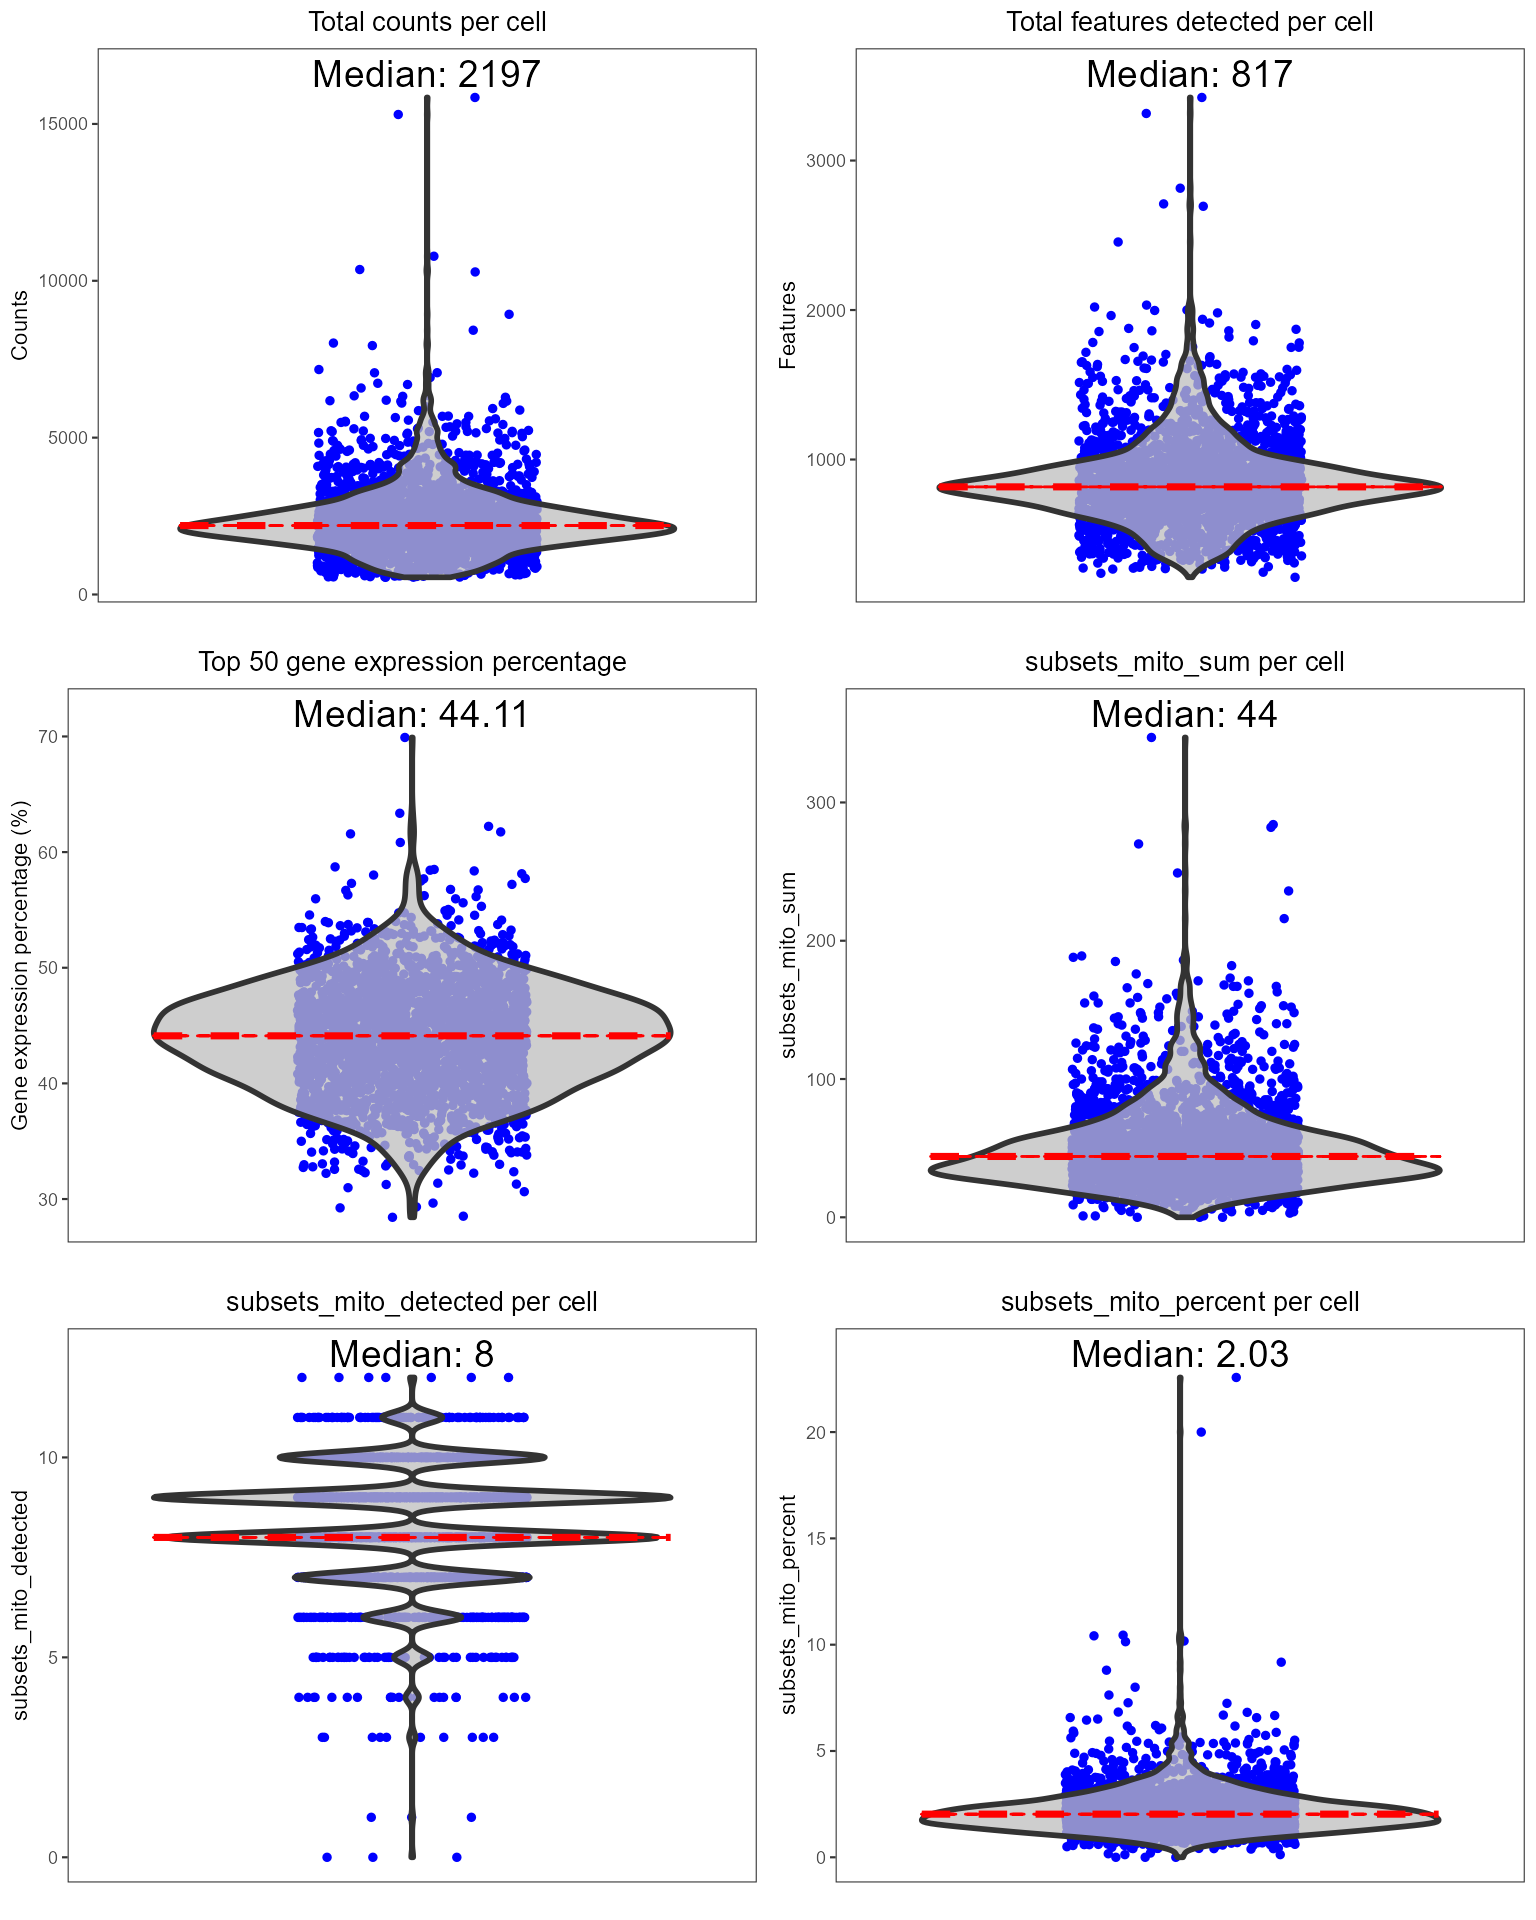 Total counts per cell
Median: 2197
Counts
15000
10000
5000
0
Total features detected per cell
Median: 817
Features
3000
2000
1000
Top 50 gene expression percentage
Median: 44.11
Gene expression percentage (%)
70
60
50
40
30
subsets_mito_sum per cell
Median: 44
subsets_mito_sum
300
200
100
0
subsets_mito_detected per cell
Median: 8
subsets_mito_detected
10
5
0
subsets_mito_percent per cell
Median: 2.03
subsets_mito_percent
20
15
10
5
0